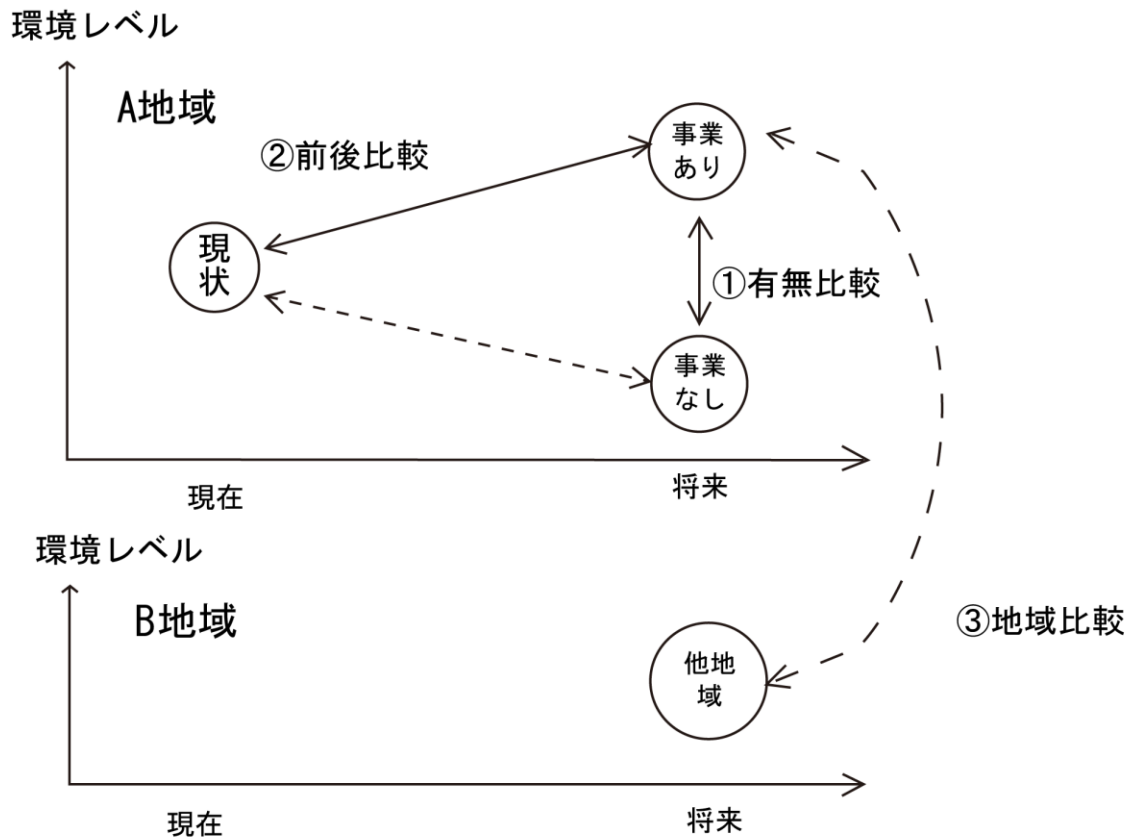 環境レベル
A地域
②前後比較
事業
あり
現
状
①有無比較
事業
なし
現在
将来
環境レベル
B地域
③地域比較
他地
域
現在
将来